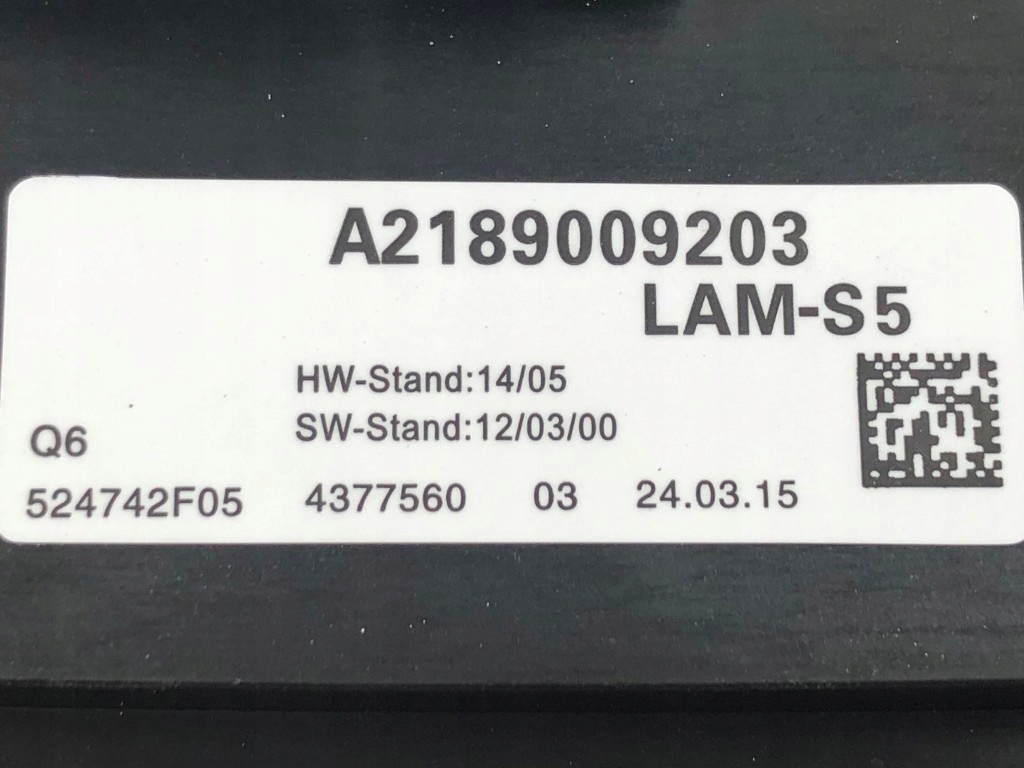 A2189009203
LAM-S5
HW-Stand:14/05
SW-Stand:12/03/00
Q6
524742F05 4377560 03 24.03.15